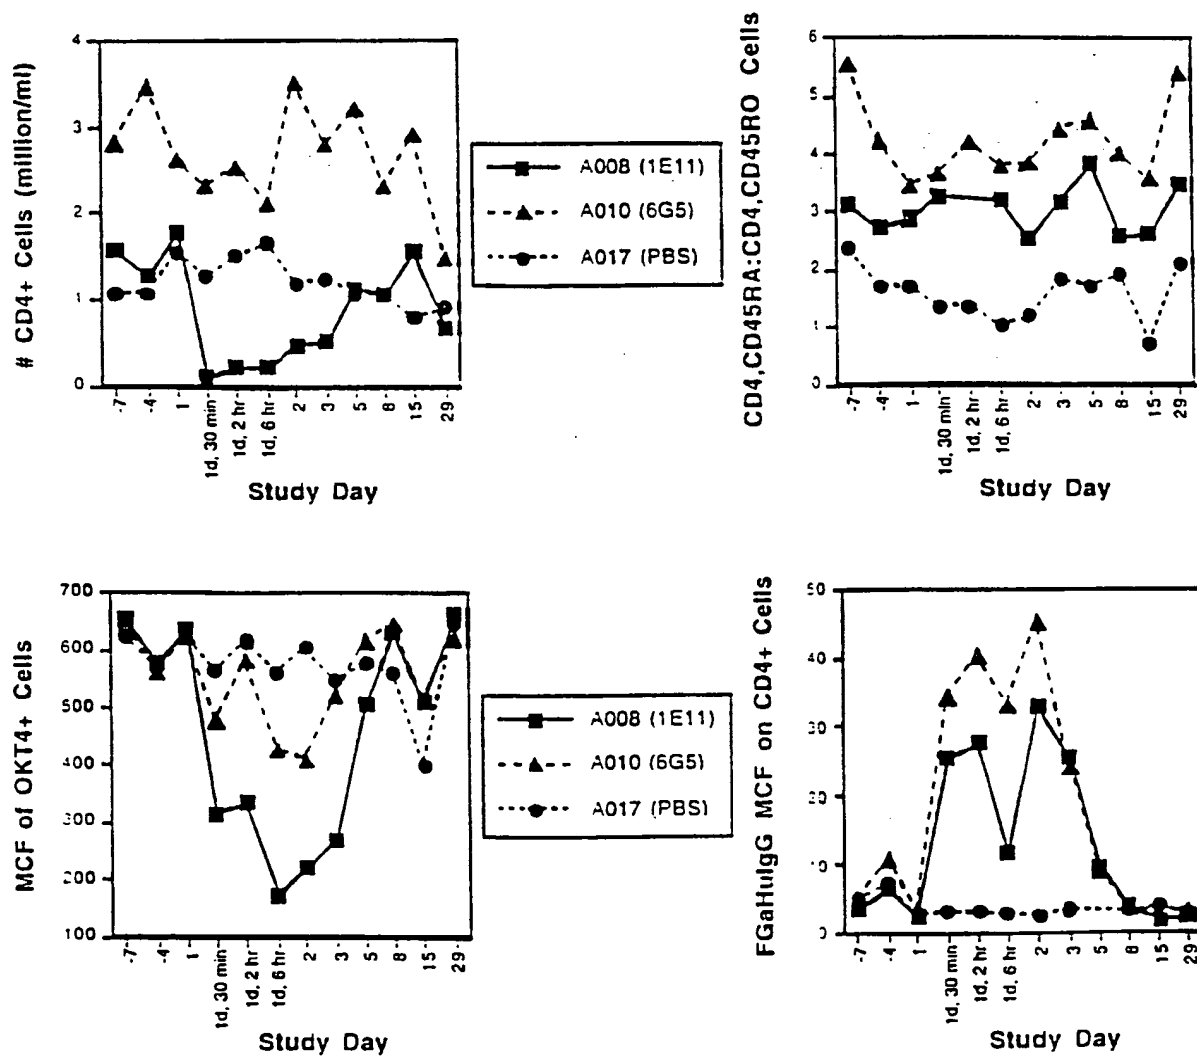 # CD4+ Cells (million/ml)
4
3
2
1
0
-7
-4
1
1d, 30 min
1d, 2 hr
1d, 6 hr
2
3
5
8
15
29
Study Day
A008 (1E11)
A010 (6G5)
A017 (PBS)
CD4,CD45RA:CD4,CD45RO Cells
6
5
4
3
2
1
0
-7
-4
1
1d, 30 min
1d, 2 hr
1d, 6 hr
2
3
5
8
15
29
Study Day
MCF of OKT4+ Cells
700
600
500
400
300
200
100
-7
-4
1
1d, 30 min
1d, 2 hr
1d, 6 hr
2
3
5
8
15
29
Study Day
A008 (1E11)
A010 (6G5)
A017 (PBS)
FGaHuIgG MCF on CD4+ Cells
50
40
30
20
10
0
-7
-4
1
1d, 30 min
1d, 2 hr
1d, 6 hr
2
3
5
8
15
29
Study Day